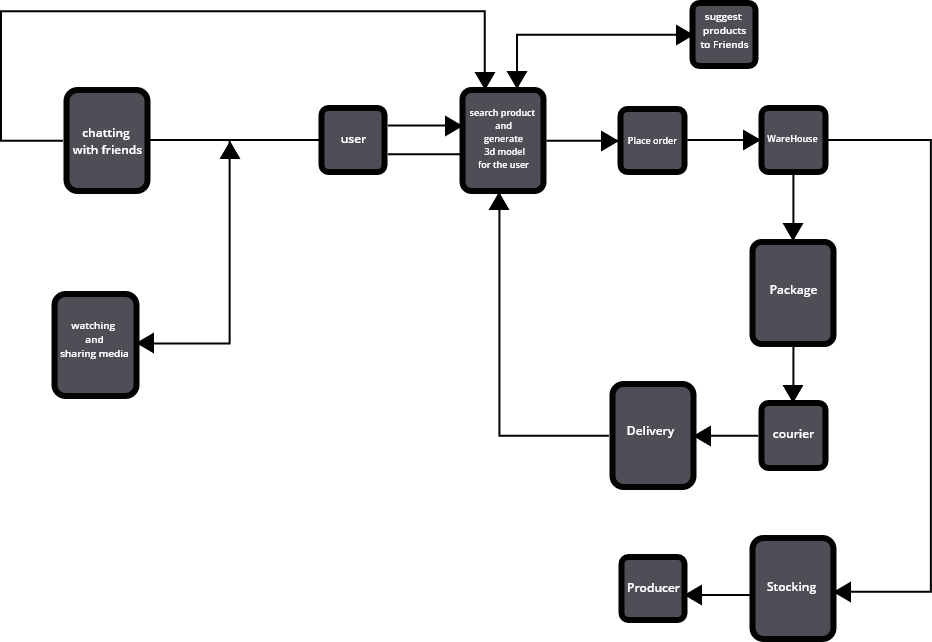 suggest
products
to Friends
chatting
with friends
user
search product
and
generate
3d model
for the user
Place order
WareHouse
Package
watching
and
sharing media
Delivery
courier
Producer
Stocking